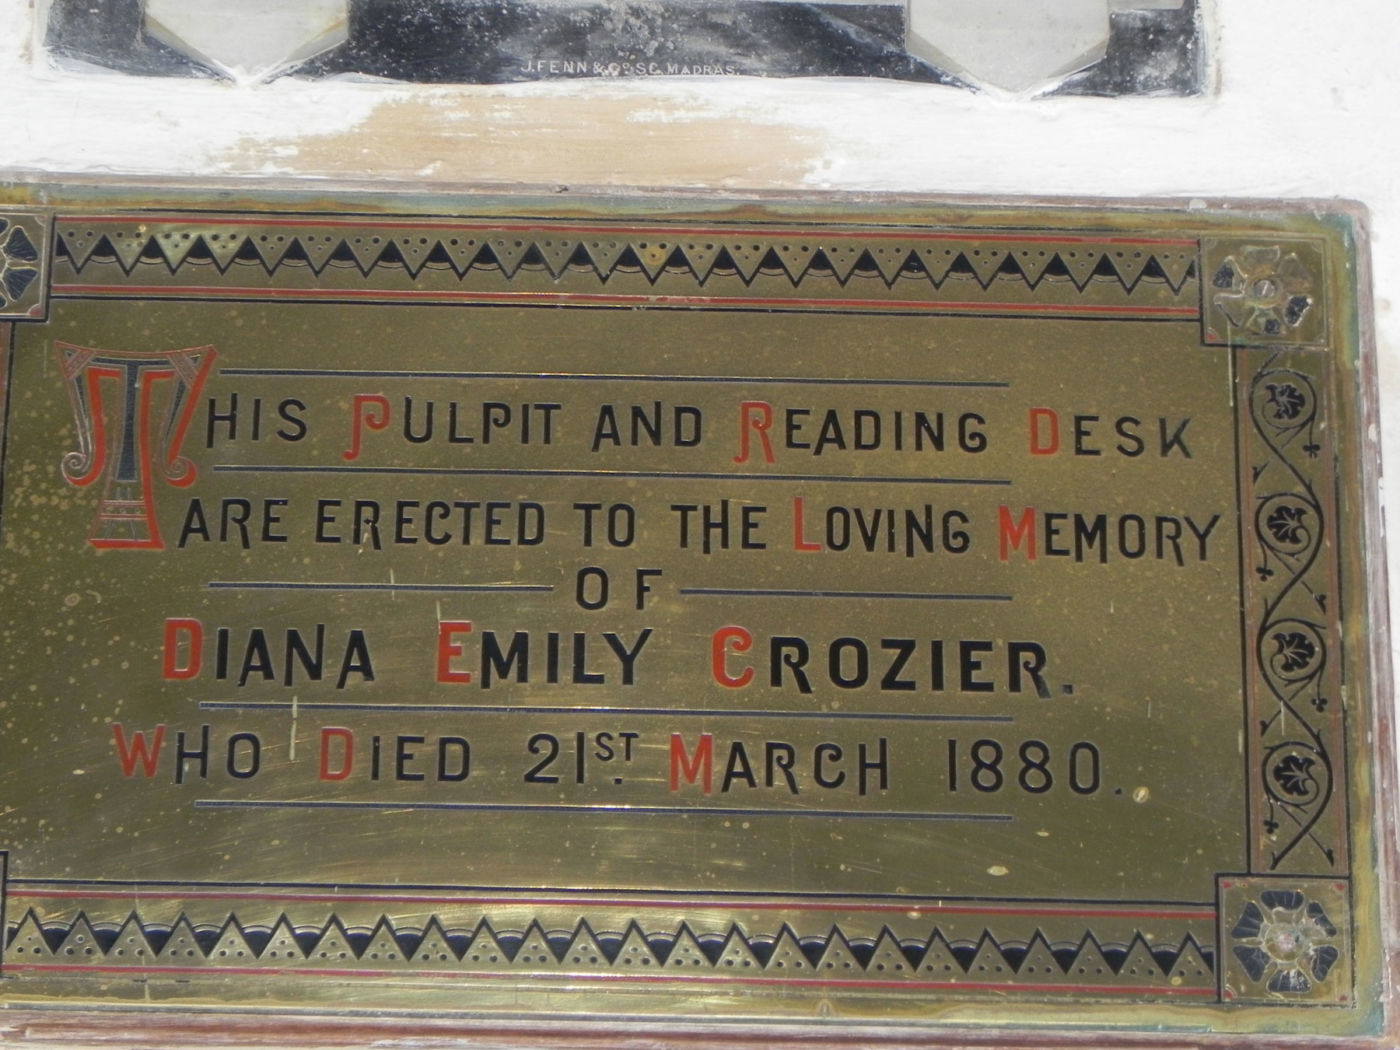 J.FENN & Co. SC. MADRAS.
THIS PULPIT AND READING DESK
ARE ERECTED TO THE LOVING MEMORY
OF
DIANA EMILY CROZIER.
WHO DIED 21ST. MARCH 1880.